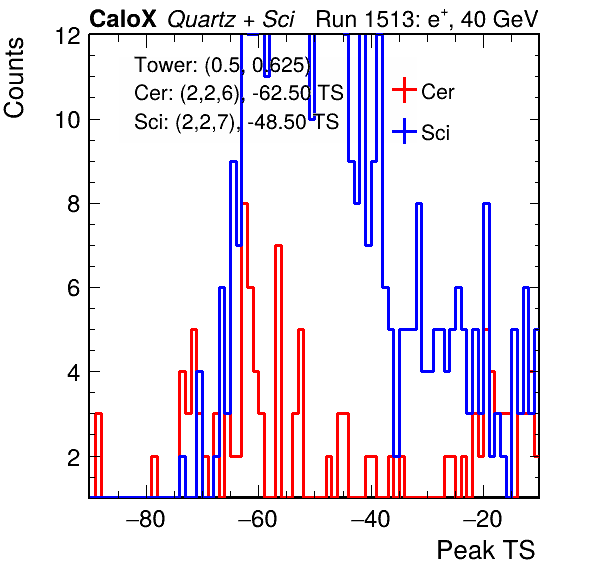 CaloX Quartz + Sci Run 1513: e+, 40 GeV
Counts
Tower: (0.5, 0.625)
Cer: (2,2,6), -62.50 TS
Sci: (2,2,7), -48.50 TS
Cer
Sci
12
10
8
6
4
2
−80 −60 −40 −20
Peak TS